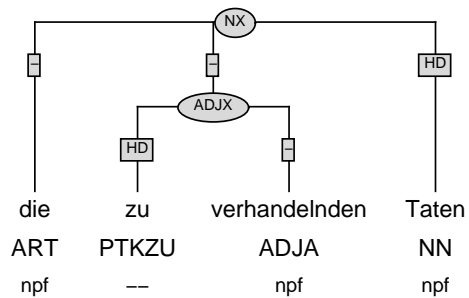 NX
– – HD
ADJX
HD –
die zu verhandelnden Taten
ART PTKZU ADJA NN
npf –– npf npf